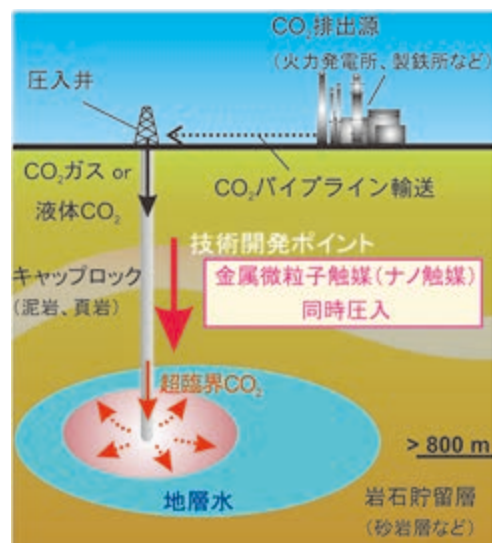 CO₂排出源
(火力発電所、製鉄所など)
圧入井
CO₂ガス or
液体CO₂
CO₂パイプライン輸送
技術開発ポイント
金属微粒子触媒(ナノ触媒)
同時圧入
キャップロック
(泥岩、頁岩)
超臨界CO₂
> 800 m
地層水
岩石貯留層
(砂岩層など)